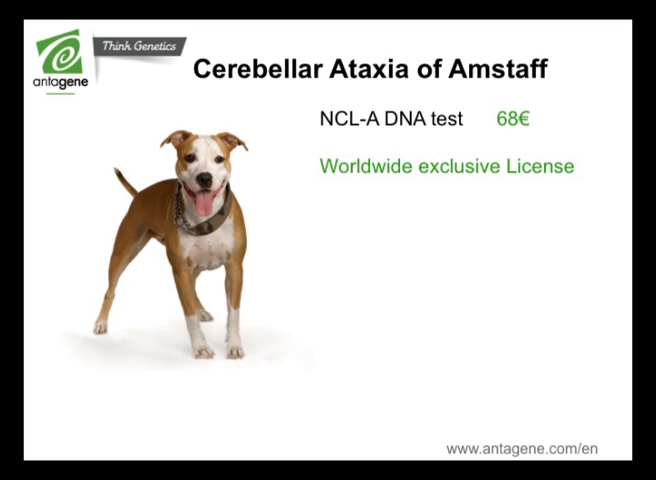 Think Genetics
antagene
Cerebellar Ataxia of Amstaff
NCL-A DNA test 68€
Worldwide exclusive License
www.antagene.com/en